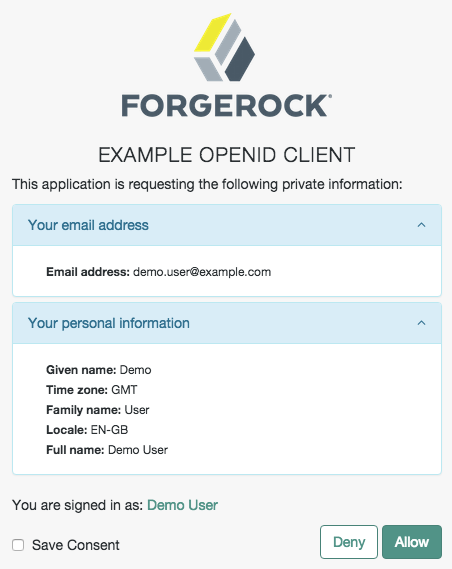 FORGEROCK
EXAMPLE OPENID CLIENT
This application is requesting the following private information:
Your email address
Email address: demo.user@example.com
Your personal information
Given name: Demo
Time zone: GMT
Family name: User
Locale: EN-GB
Full name: Demo User
You are signed in as: Demo User
Save Consent
Deny
Allow